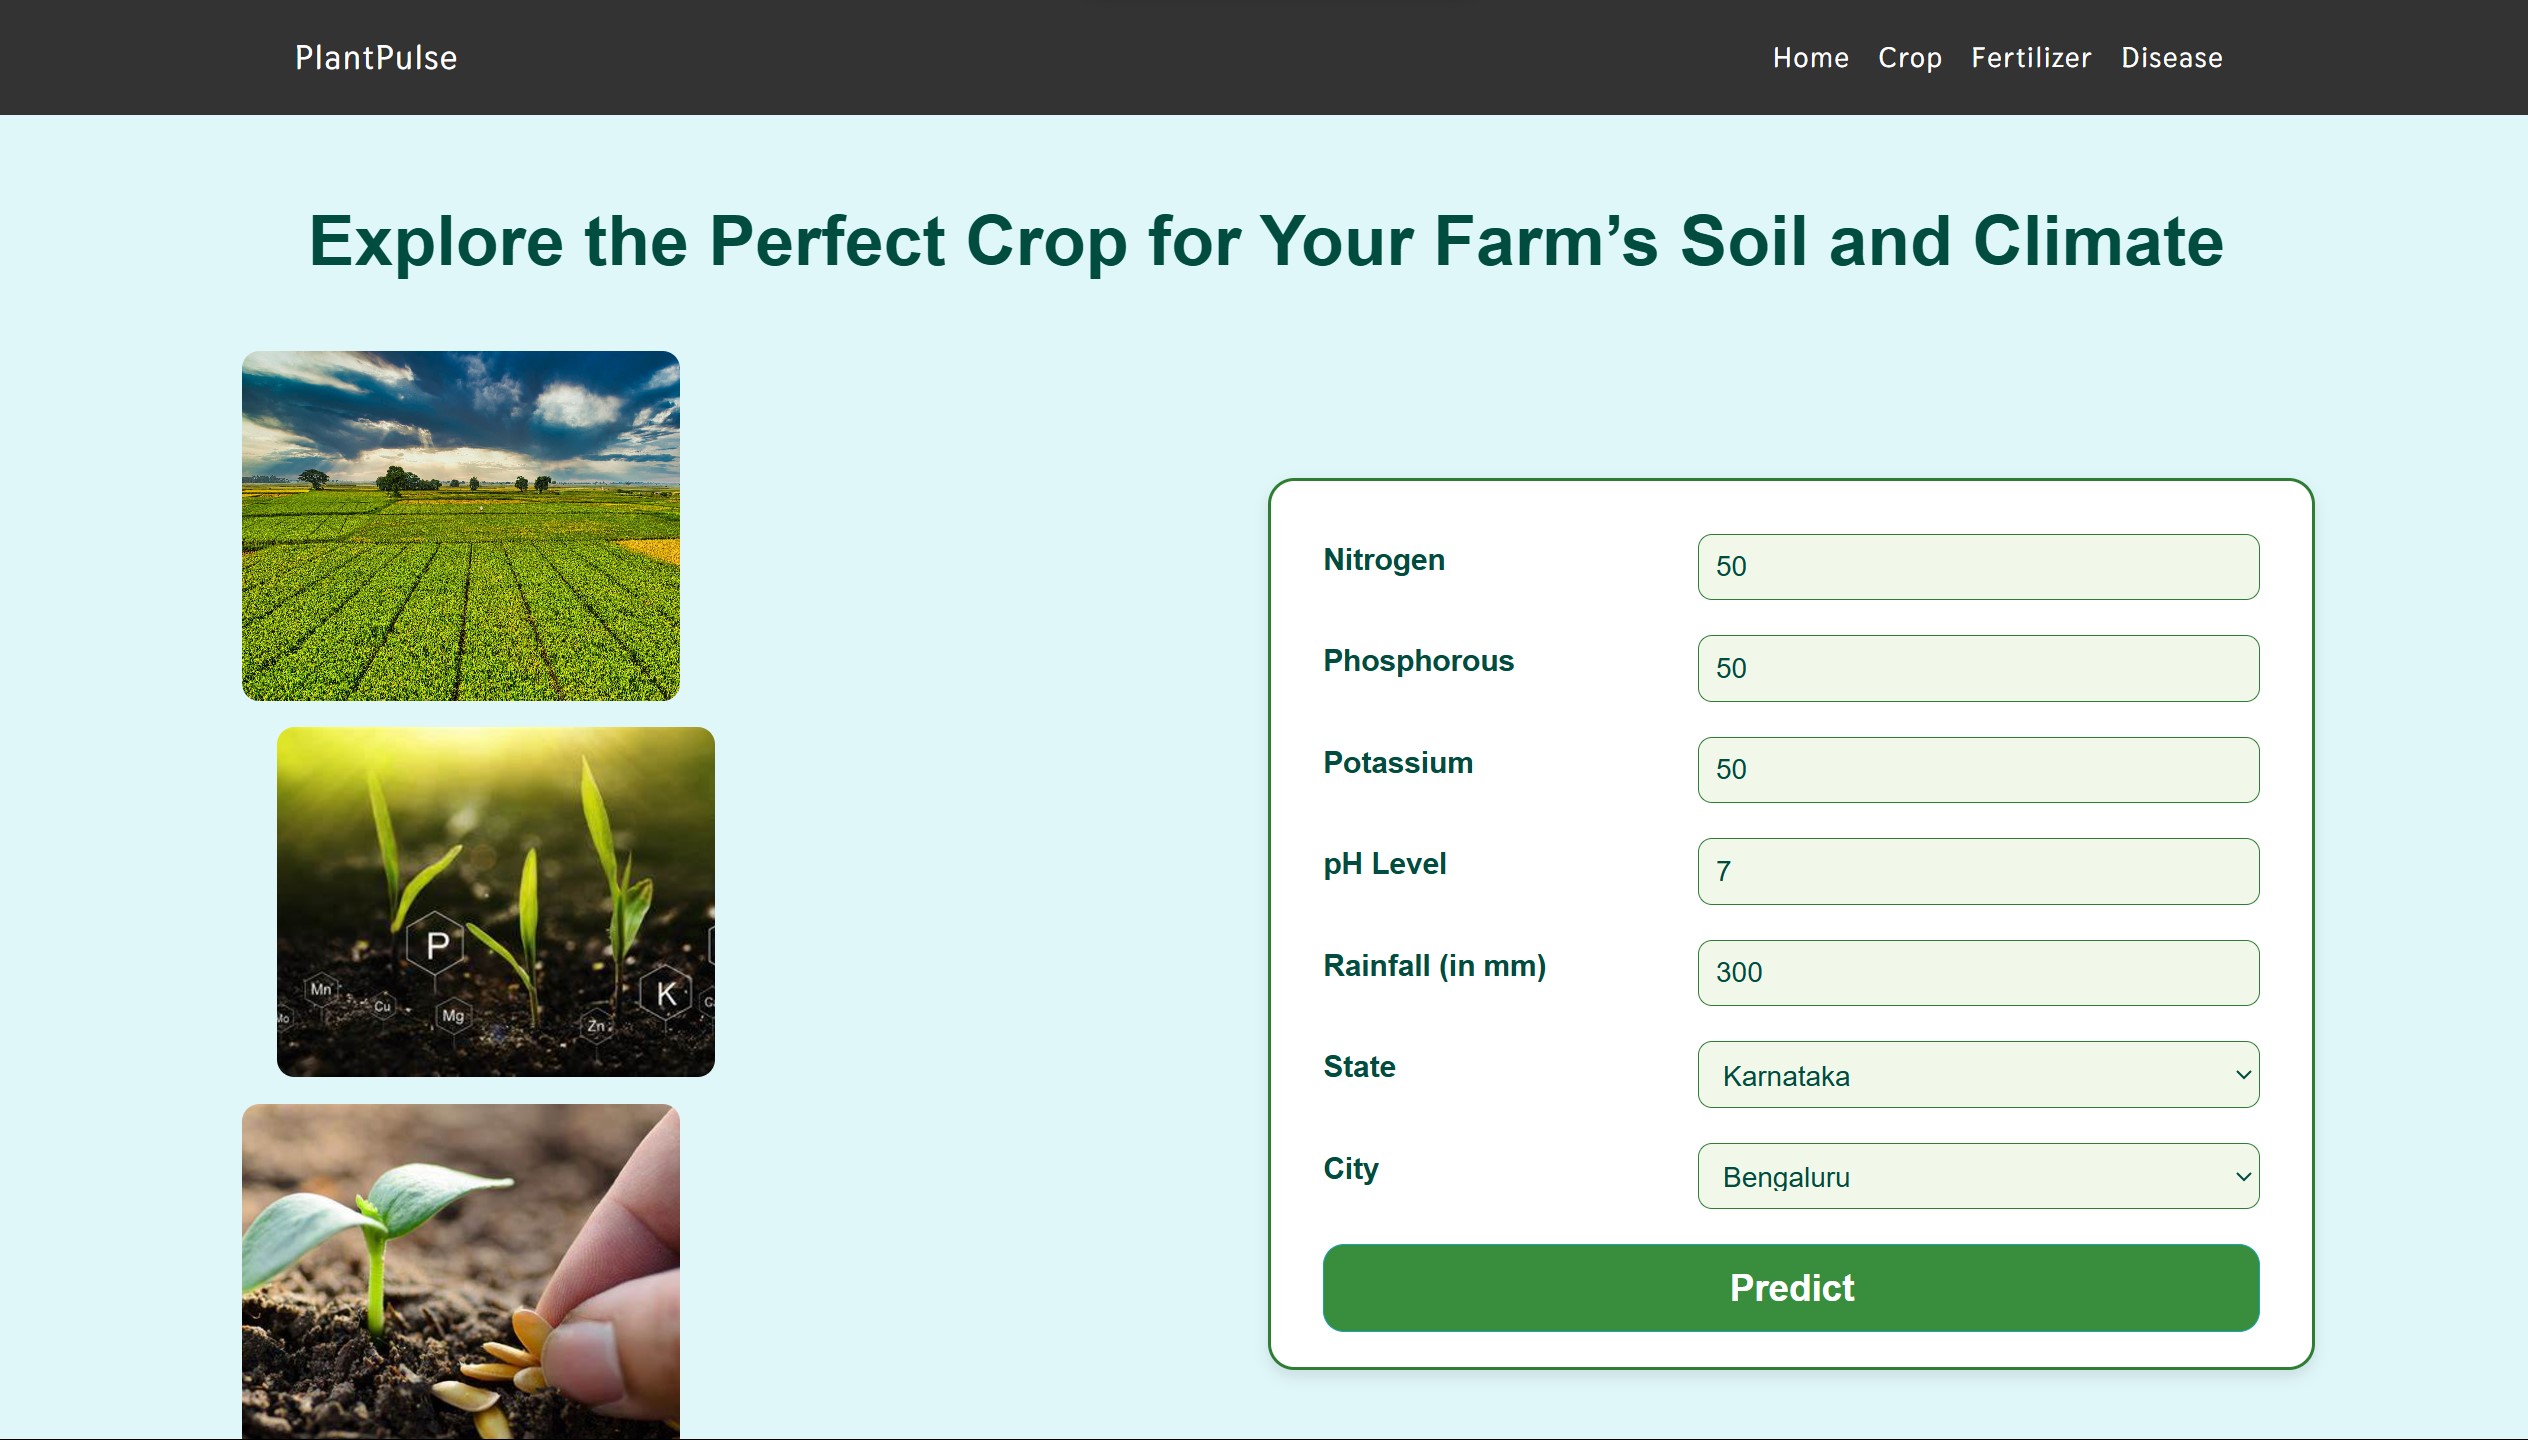 PlantPulse
Home Crop Fertilizer Disease
Explore the Perfect Crop for Your Farm’s Soil and Climate
P
Mn
Cu
Mg
Zn
K
Nitrogen 50
Phosphorous 50
Potassium 50
pH Level 7
Rainfall (in mm) 300
State Karnataka
City Bengaluru
Predict